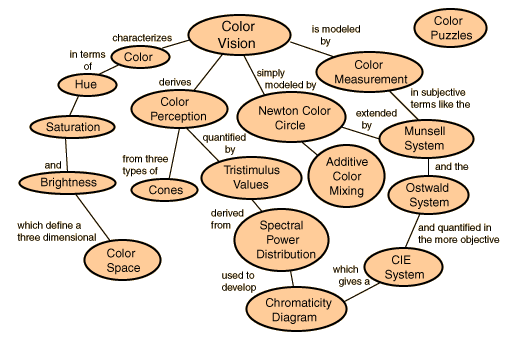 Color
Vision
Color
Puzzles
characterizes
is modeled
by
in terms
of
Color
Color
Measurement
Hue
derives
simply
modeled by
in subjective
terms like the
Color
Perception
Newton Color
Circle
extended
by
Saturation
Munsell
System
quantified
by
and
from three
types of
Tristimulus
Values
Additive
Color
Mixing
and the
Brightness
Cones
Ostwald
System
which define a
three dimensional
derived
from
Spectral
Power
Distribution
and quantified in
the more objective
Color
Space
CIE
System
used to
develop
which
gives a
Chromaticity
Diagram